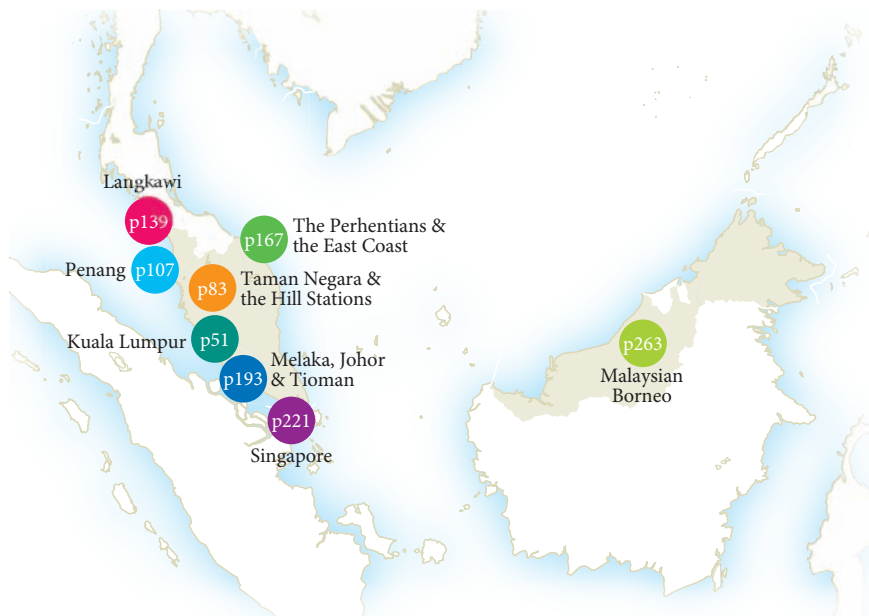 Langkawi
p139
The Perhentians &
the East Coast
p167
Penang
p107
Taman Negara &
the Hill Stations
p83
Kuala Lumpur
p51
Melaka, Johor
& Tioman
p193
p221
Singapore
p263
Malaysian
Borneo